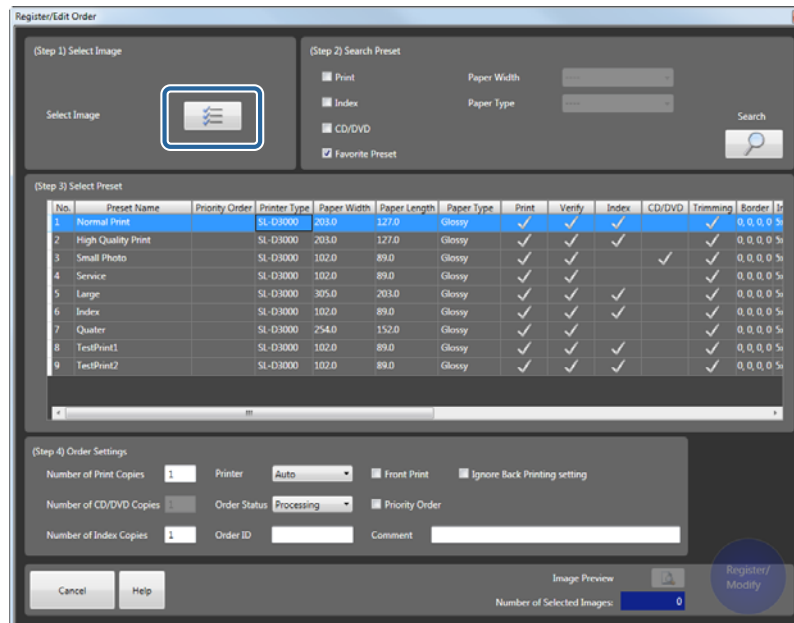 Register/Edit Order
(Step 1) Select Image
Select Image
(Step 2) Search Preset
Print
Paper Width
----
Index
Paper Type
----
CD/DVD
Favorite Preset
Search
(Step 3) Select Preset
No. Preset Name Priority Order Printer Type Paper Width Paper Length Paper Type Print Verify Index CD/DVD Trimming Border
1 Normal Print SL-D3000 203.0 127.0 Glossy 0, 0, 0, 0
2 High Quality Print SL-D3000 203.0 127.0 Glossy 0, 0, 0, 0
3 Small Photo SL-D3000 102.0 89.0 Glossy 0, 0, 0, 0
4 Service SL-D3000 102.0 89.0 Glossy 0, 0, 0, 0
5 Large SL-D3000 305.0 203.0 Glossy 0, 0, 0, 0
6 Index SL-D3000 102.0 89.0 Glossy 0, 0, 0, 0
7 Quater SL-D3000 254.0 152.0 Glossy 0, 0, 0, 0
8 TestPrint1 SL-D3000 102.0 89.0 Glossy 0, 0, 0, 0
9 TestPrint2 SL-D3000 102.0 89.0 Glossy 0, 0, 0, 0
(Step 4) Order Settings
Number of Print Copies 1 Printer Auto Front Print Ignore Back Printing setting
Number of CD/DVD Copies 1 Order Status Processing Priority Order
Number of Index Copies 1 Order ID Comment
Cancel
Help
Image Preview
Number of Selected Images: 0
Register/
Modify